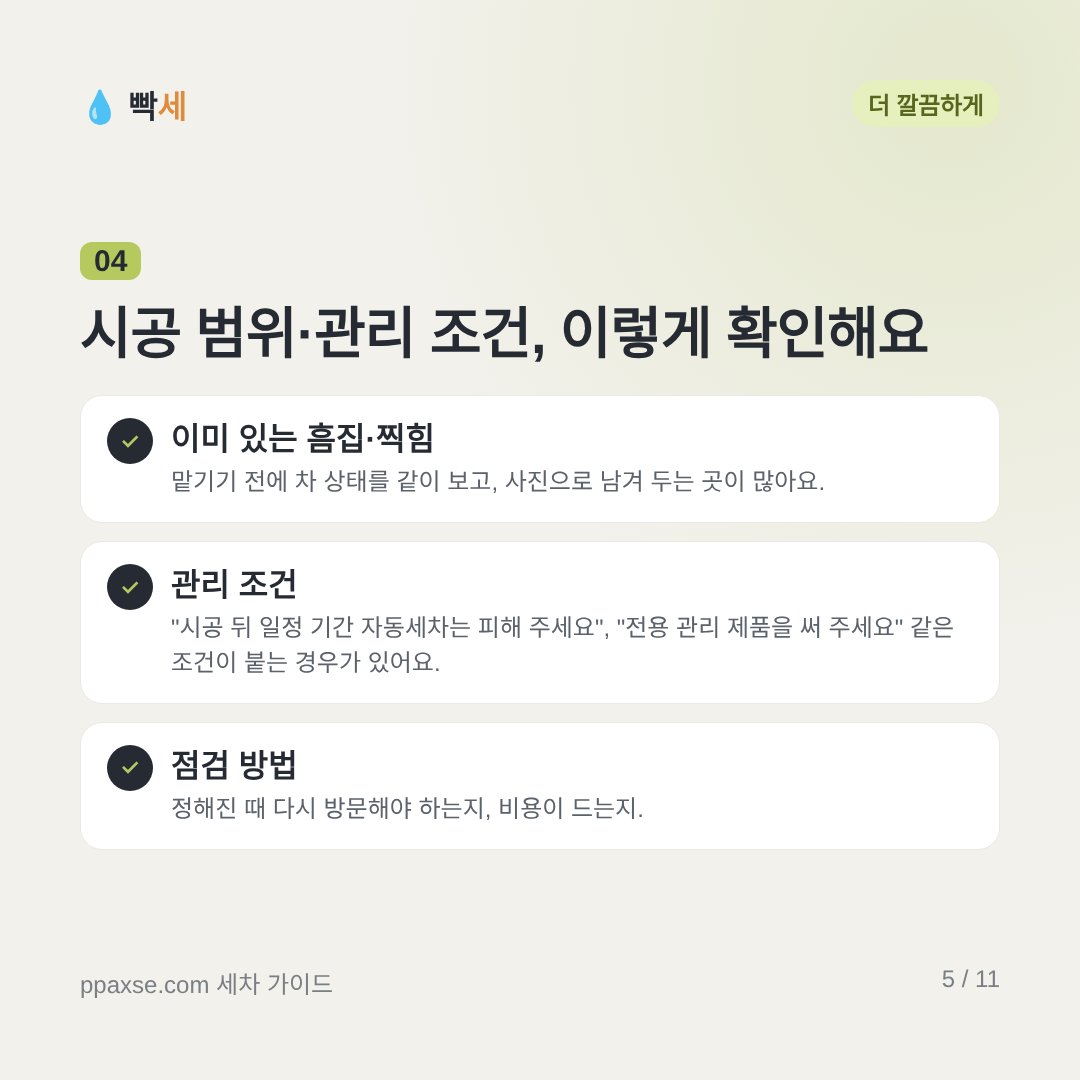 빡세
더 깔끔하게
04
시공 범위·관리 조건, 이렇게 확인해요
이미 있는 흠집·찍힘
맡기기 전에 차 상태를 같이 보고, 사진으로 남겨 두는 곳이 많아요.
관리 조건
"시공 뒤 일정 기간 자동세차는 피해 주세요", "전용 관리 제품을 써 주세요" 같은
조건이 붙는 경우가 있어요.
점검 방법
정해진 때 다시 방문해야 하는지, 비용이 드는지.
ppaxse.com 세차 가이드
5 / 11